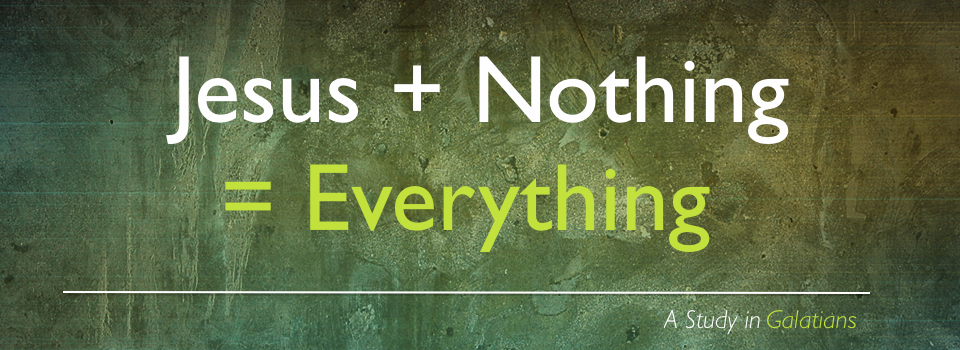 Jesus + Nothing
= Everything
A Study in Galatians